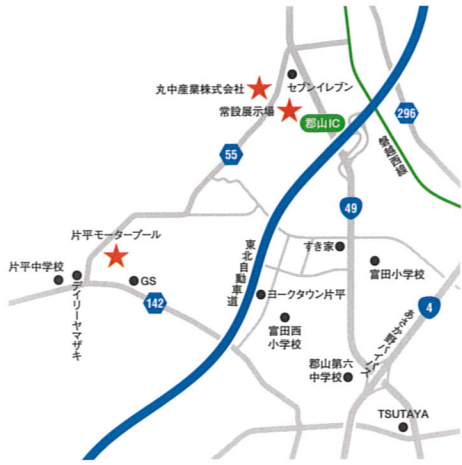 丸中産業株式会社
セブンイレブン
常設展示場
郡山IC
296
磐越西線
55
49
片平モータープール
東北自動車道
すき家
富田小学校
片平中学校
デイリーヤマザキ
GS
142
ヨークタウン片平
4
富田西
小学校
あさか野バイパス
郡山第六
中学校
TSUTAYA